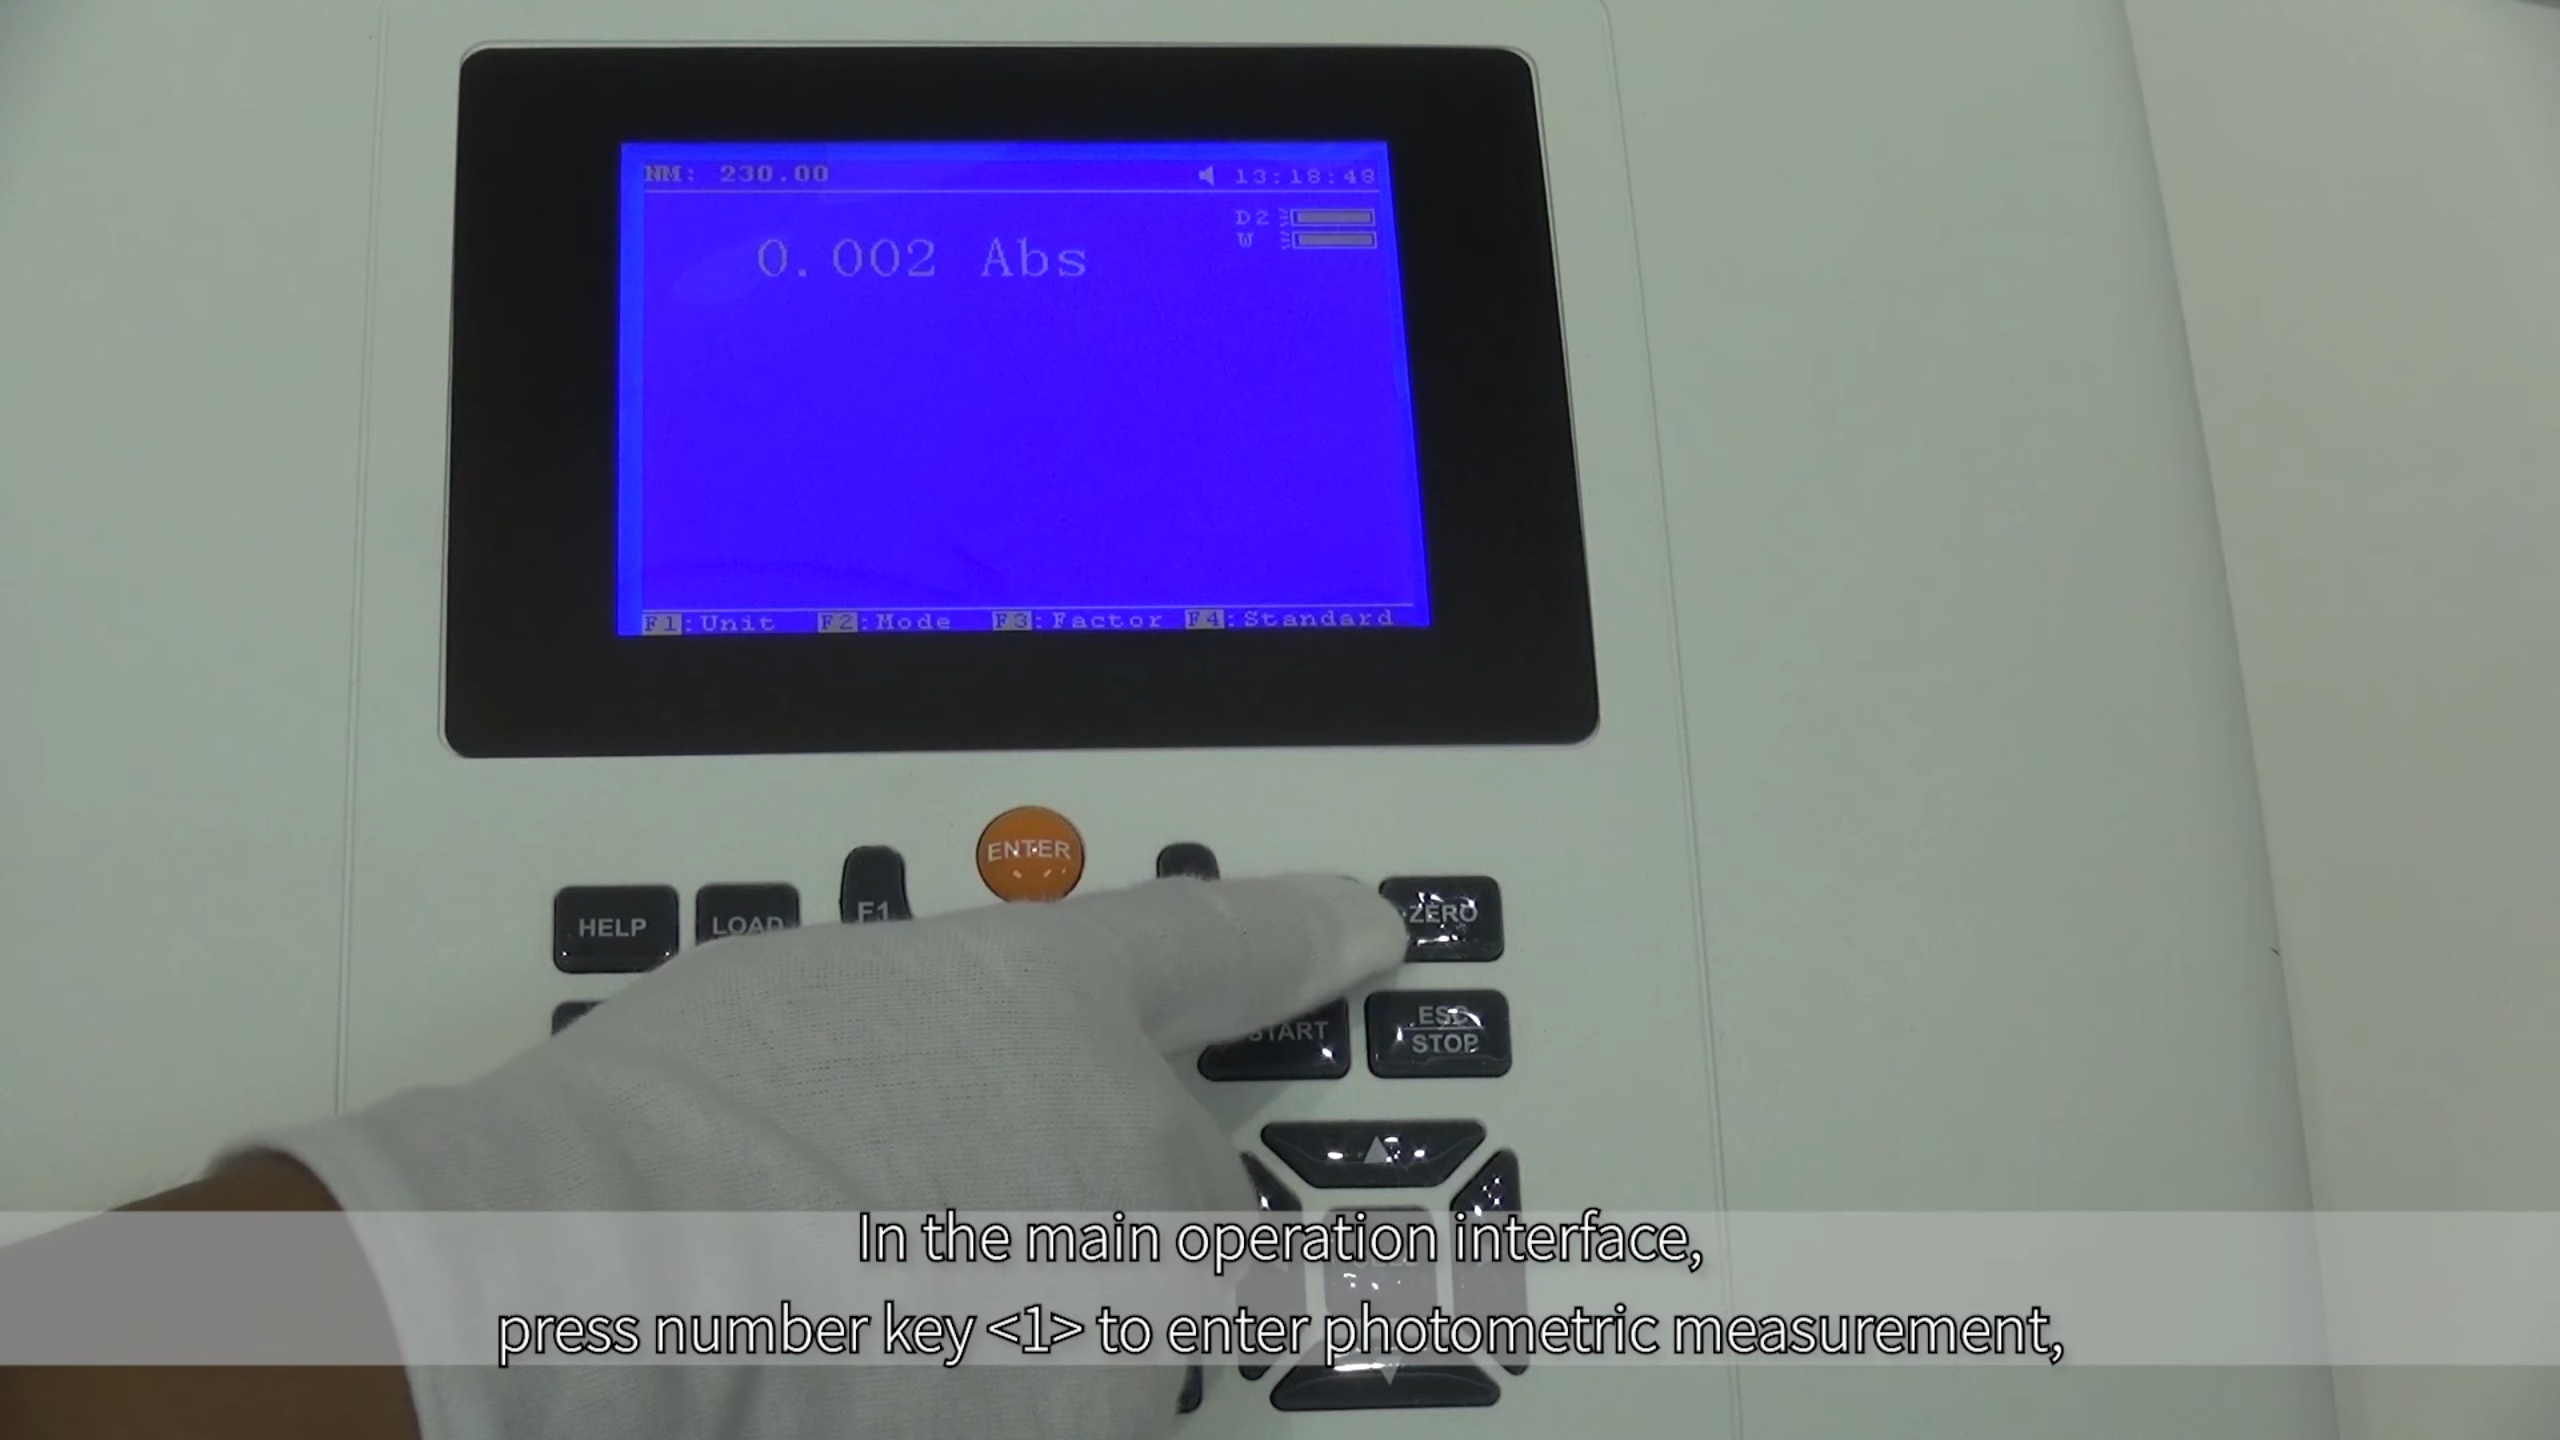 NM: 230.00
13:18:48
D2
W
0.002 Abs
F1:Unit F2:Mode F3:Factor F4:Standard
ENTER
HELP
LOAD
F1
ZERO
START
ESC
STOP
In the main operation interface,
press number key <1> to enter photometric measurement,